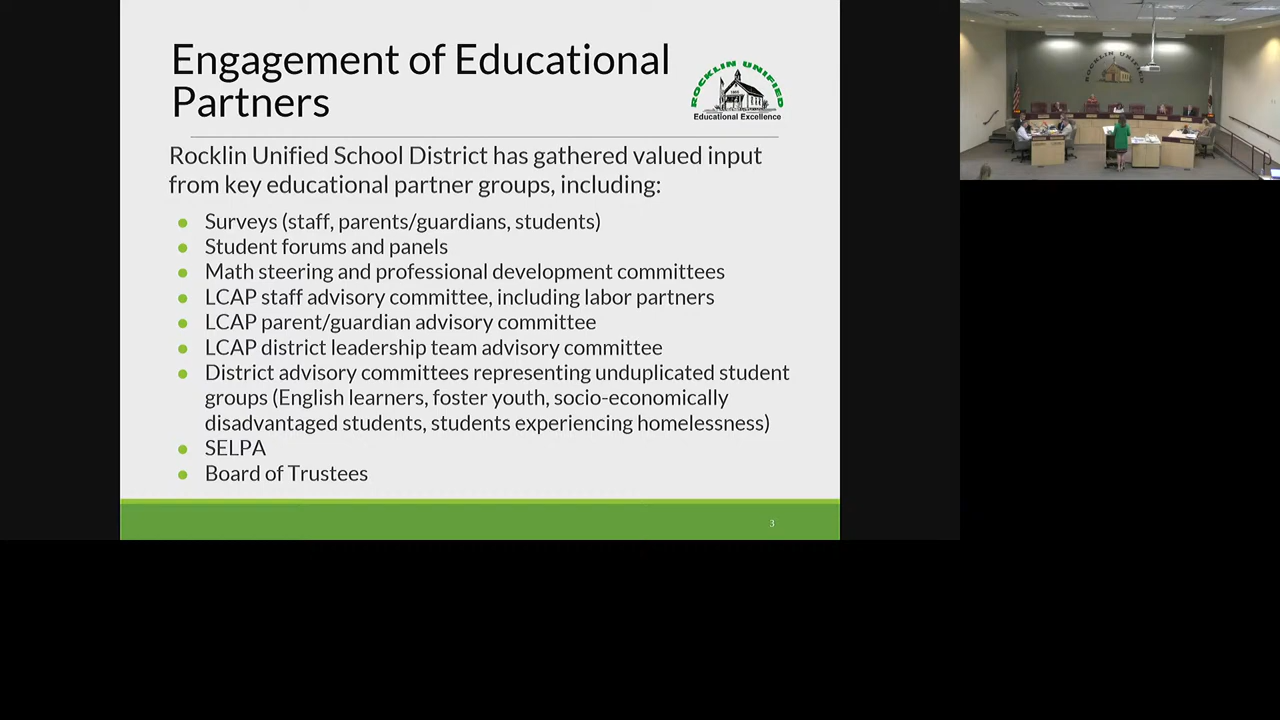 Engagement of Educational
Partners
ROCKLIN UNIFIED
Educational Excellence
Rocklin Unified School District has gathered valued input
from key educational partner groups, including:
● Surveys (staff, parents/guardians, students)
● Student forums and panels
● Math steering and professional development committees
● LCAP staff advisory committee, including labor partners
● LCAP parent/guardian advisory committee
● LCAP district leadership team advisory committee
● District advisory committees representing unduplicated student
groups (English learners, foster youth, socio-economically
disadvantaged students, students experiencing homelessness)
● SELPA
● Board of Trustees
3
ROCKLIN UNIFIED